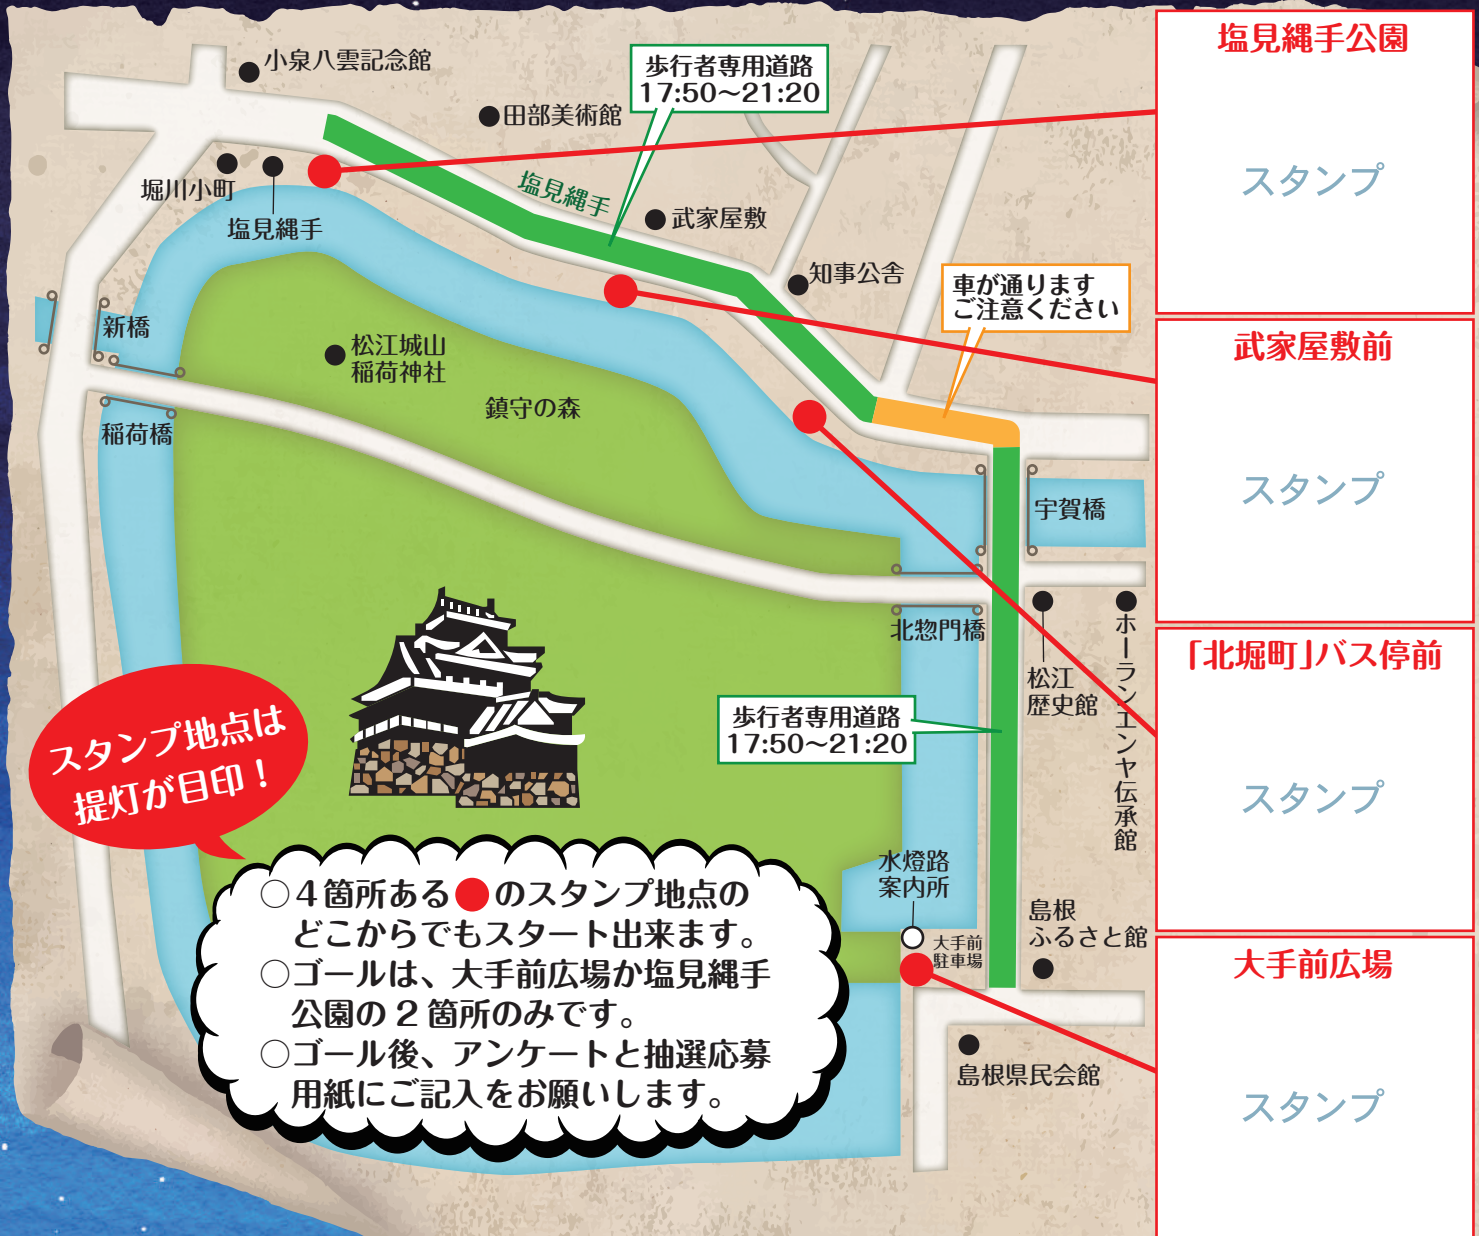 小泉八雲記念館
歩行者専用道路
17:50〜21:20
田部美術館
堀川小町
塩見縄手
塩見縄手
武家屋敷
知事公舎
車が通ります
ご注意ください
新橋
松江城山
稲荷神社
鎮守の森
稲荷橋
宇賀橋
北惣門橋
松江
歴史館
ホーランエンヤ伝承館
歩行者専用道路
17:50〜21:20
スタンプ地点は
提灯が目印！
水燈路
案内所
大手前
駐車場
島根
ふるさと館
島根県民会館
○４箇所ある●のスタンプ地点の
どこからでもスタート出来ます。
○ゴールは、大手前広場か塩見縄手
公園の２箇所のみです。
○ゴール後、アンケートと抽選応募
用紙にご記入をお願いします。
塩見縄手公園
スタンプ
武家屋敷前
スタンプ
「北堀町」バス停前
スタンプ
大手前広場
スタンプ